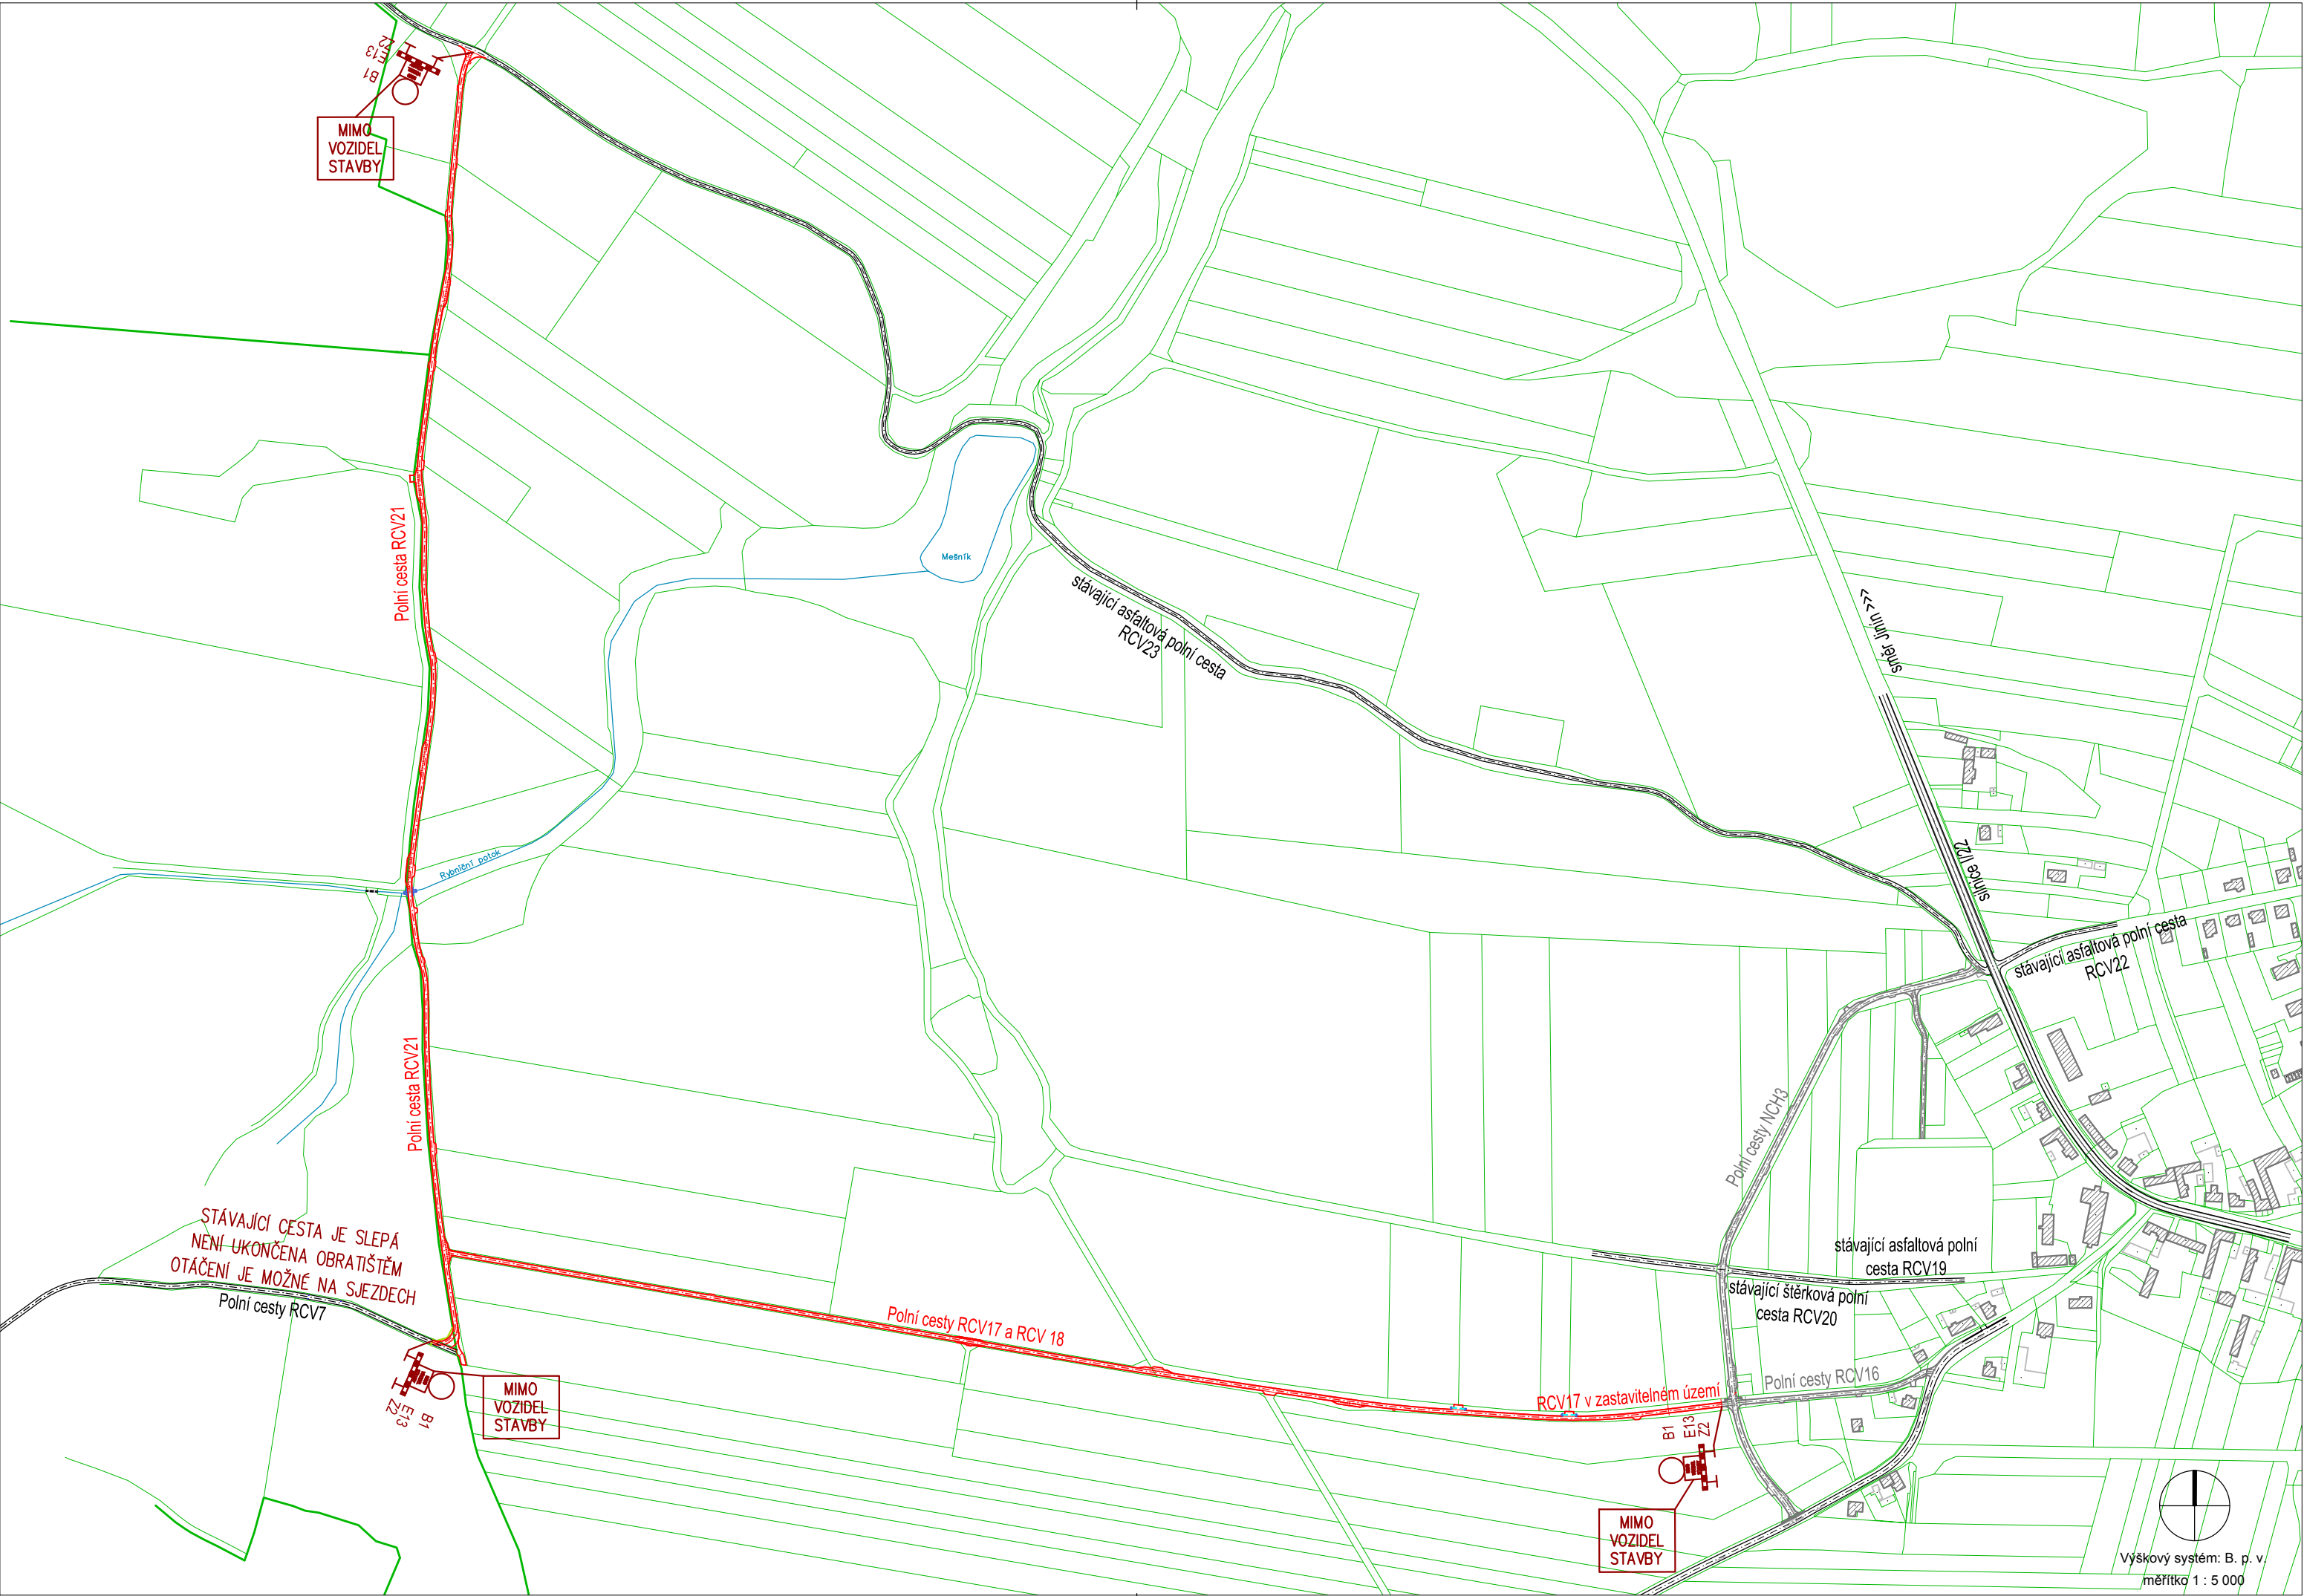 Z2
E13
B1
MIMO
VOZIDEL
STAVBY
Polní cesta RCV21
Mešník
stávající asfaltová polní cesta
RCV23
směr Jinín >>>
silnice I/22
Rybniční potok
stávající asfaltová polní cesta
RCV22
Polní cesta RCV21
Polní cesty NCH3
STÁVAJÍCÍ CESTA JE SLEPÁ
NENÍ UKONČENA OBRATIŠTĚM
OTÁČENÍ JE MOŽNÉ NA SJEZDECH
Polní cesty RCV7
stávající asfaltová polní
cesta RCV19
stávající štěrková polní
cesta RCV20
Polní cesty RCV17 a RCV 18
RCV17 v zastavitelném území
Polní cesty RCV16
Z2
E13
B1
MIMO
VOZIDEL
STAVBY
B1
E13
Z2
MIMO
VOZIDEL
STAVBY
Výškový systém: B. p. v.
měřítko 1 : 5 000